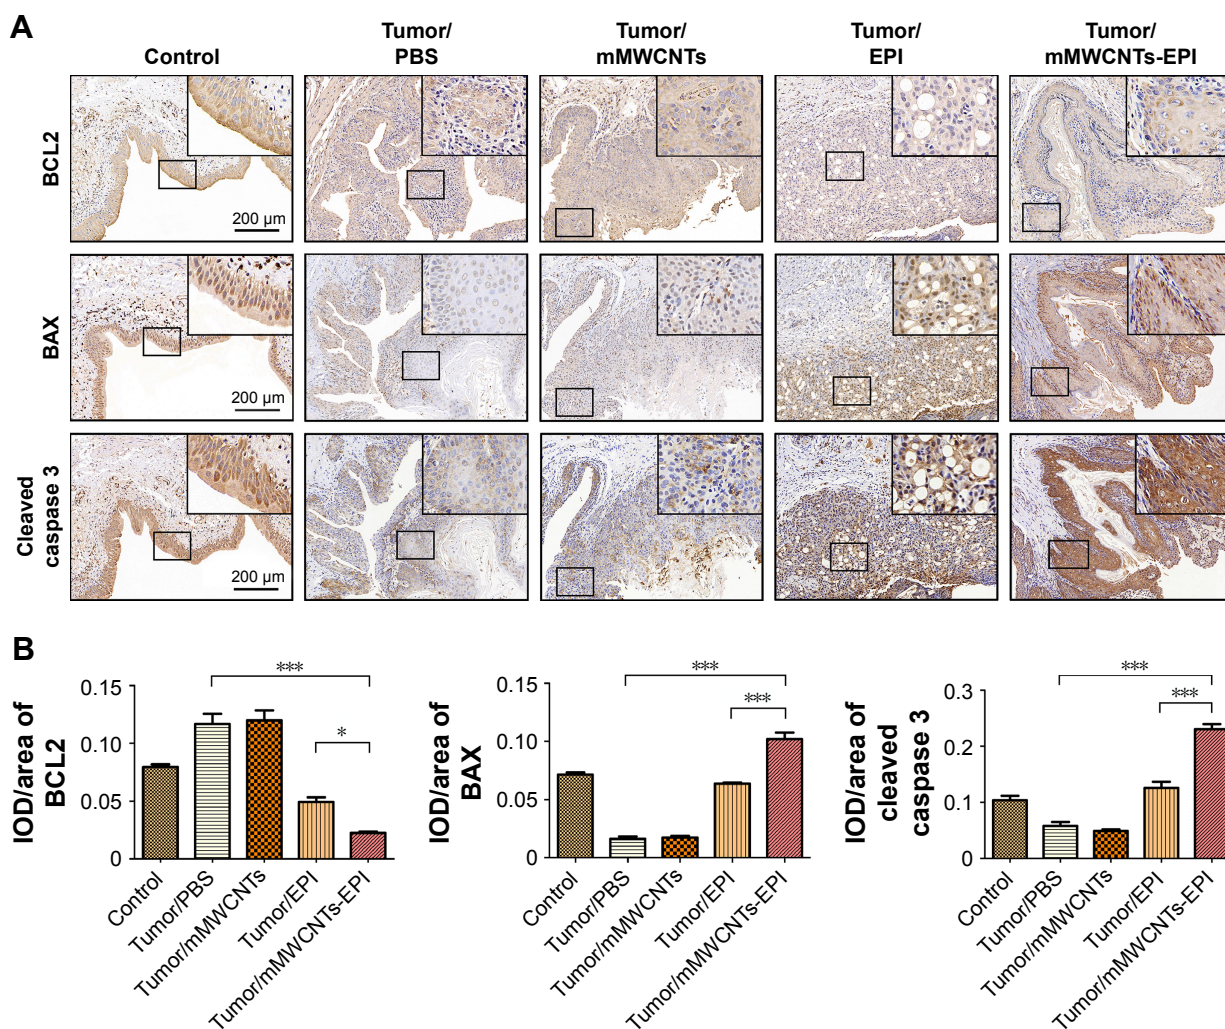 A
Control
Tumor/
PBS
Tumor/
mMWCNTs
Tumor/
EPI
Tumor/
mMWCNTs-EPI
BCL2
200 µm
BAX
200 µm
Cleaved
caspase 3
200 µm
B
IOD/area of
BCL2
0.15
0.10
0.05
0
***
*
Control
Tumor/PBS
Tumor/mMWCNTs
Tumor/EPI
Tumor/mMWCNTs-EPI
IOD/area of
BAX
0.15
0.10
0.05
0
***
***
Control
Tumor/PBS
Tumor/mMWCNTs
Tumor/EPI
Tumor/mMWCNTs-EPI
IOD/area of
cleaved
caspase 3
0.3
0.2
0.1
0
***
***
Control
Tumor/PBS
Tumor/mMWCNTs
Tumor/EPI
Tumor/mMWCNTs-EPI